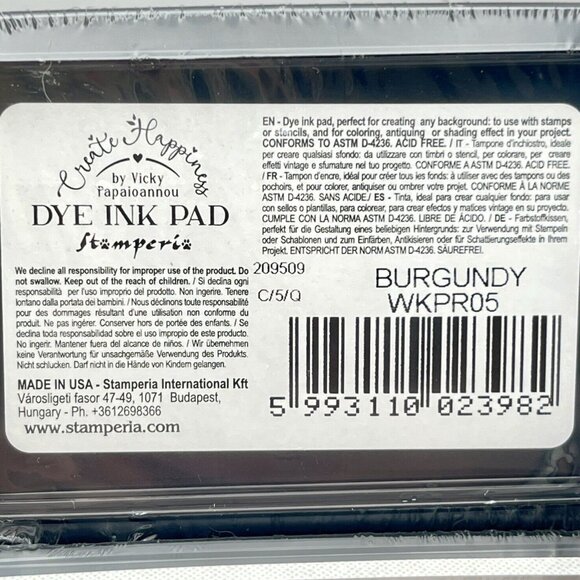 Create Happiness
by Vicky
Papaioannou
DYE INK PAD
Stamperia
EN - Dye ink pad, perfect for creating any background: to use with stamps
or stencils, and for coloring, antiquing or shading effect in your project.
CONFORMS TO ASTM D-4236. ACID FREE. / IT - Tampone d'inchiostro, ideale
per creare qualsiasi sfondo: da utilizzare con timbri o stencil, per colorare, per creare
effetti vintage e sfumature nel tuo progetto. CONFORME A ASTM D-4236. ACID FREE.
/ FR - Tampon d'encre, idéal pour créer tous les fonds: à utiliser avec des tampons ou des
pochoirs, et pour colorer, antiquiser ou ombrer votre projet. CONFORME À LA NORME
ASTM D-4236. SANS ACIDE / ES - Tinta, ideal para crear cualquier fondo: para usar
con sellos o plantillas, para colorear, para crear efectos y matices vintage en su proyecto.
CUMPLE CON LA NORMA ASTM D-4236. LIBRE DE ÁCIDO. / DE - Farbstoffkissen,
perfekt für die Gestaltung eines beliebigen Hintergrunds: zur Verwendung mit Stempeln
oder Schablonen und zum Einfärben, Antikisieren oder für Schattierungseffekte in Ihrem
Projekt. ENTSPRICHT DER NORM ASTM D-4236. SÄUREFREI.
We decline all responsibility for improper use of the product. Do
not swallow. Keep out of the reach of children. / Si declina ogni
responsabilità per l'uso improprio del prodotto. Non ingerire. Tenere
lontano dalla portata dei bambini. / Nous déclinons toute responsabilité
pour des dommages résultant d'une utilisation non conforme du
produit. Ne pas ingérer. Conserver hors de portée des enfants. / Se
declina toda responsabilidad sobre el uso impropio de este producto.
No ingerir. Mantener fuera del alcance de niños. / Wir übernehmen
keine Verantwortung für unsachgemäße Verwendung des Produkts.
Nicht schlucken. Darf nicht in die Hände von Kindern gelangen.
209509
C/5/Q
BURGUNDY
WKPR05
5 993110 023982
MADE IN USA - Stamperia International Kft
Városligeti fasor 47-49, 1071 Budapest,
Hungary - Ph. +3612698366
www.stamperia.com